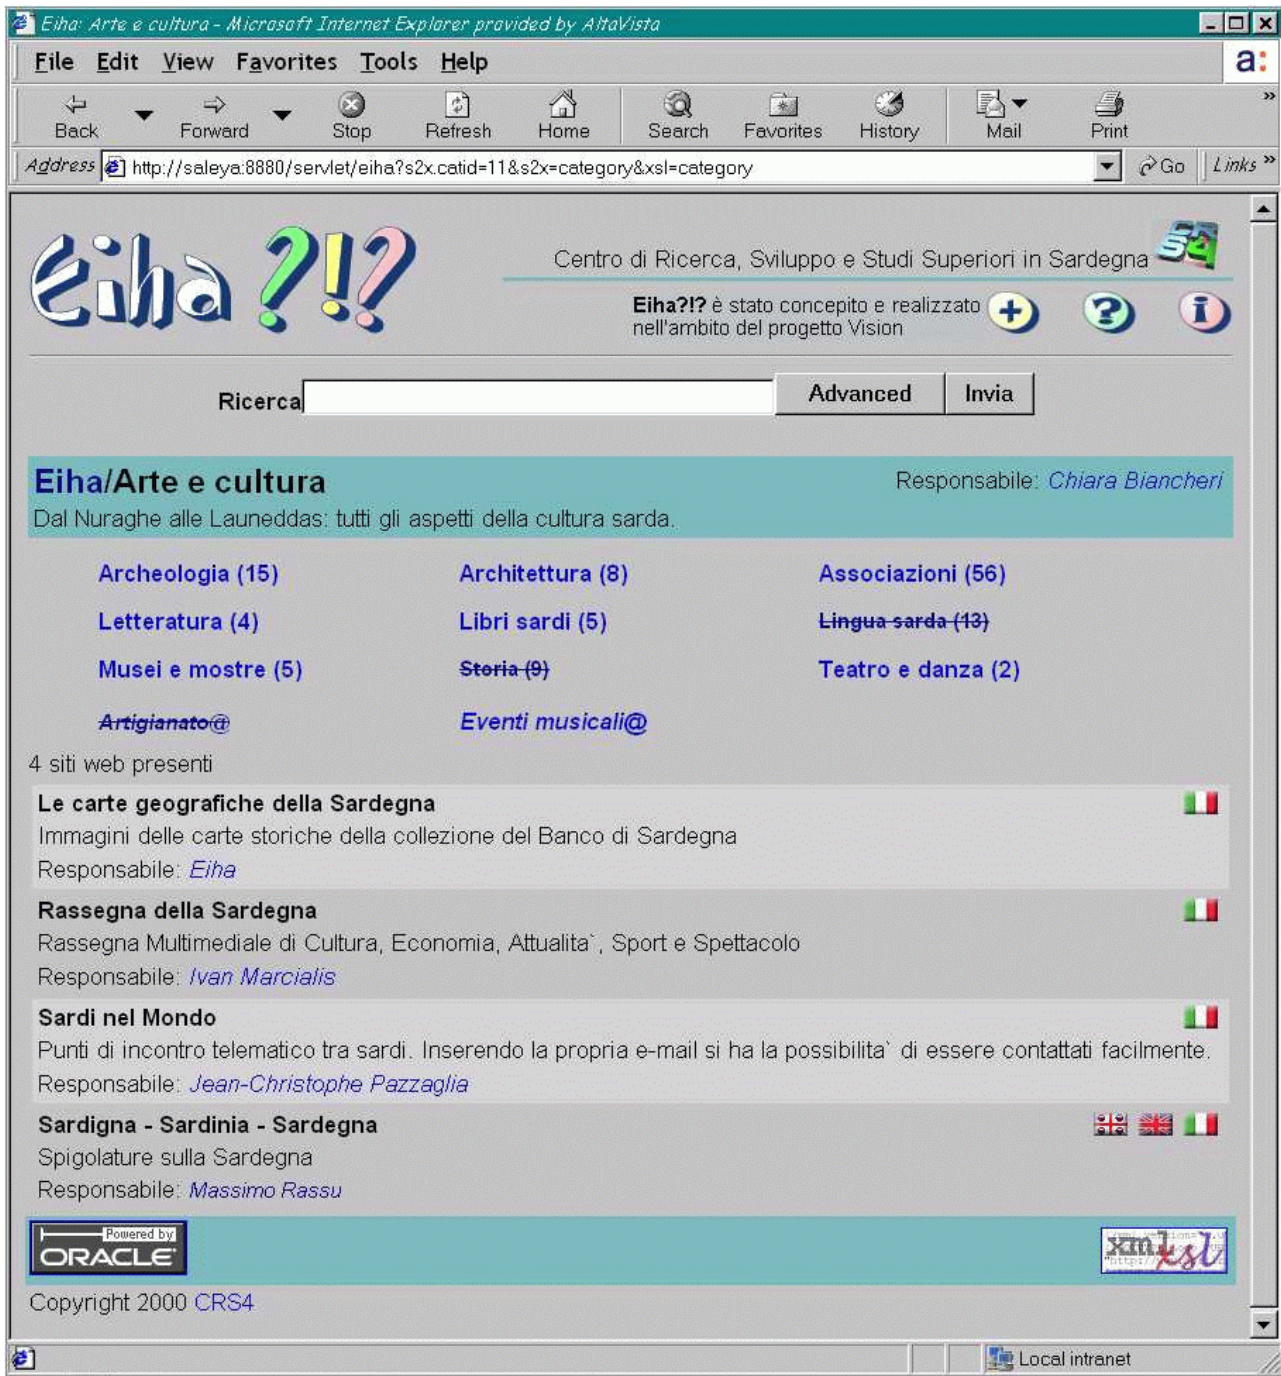 Eiha: Arte e cultura - Microsoft Internet Explorer provided by AltaVista
File Edit View Favorites Tools Help
a:
Back Forward Stop Refresh Home Search Favorites History Mail Print
Address http://saleya:8880/servlet/eiha?s2x.catid=11&s2x=category&xsl=category Go Links
Eiha?!?
Centro di Ricerca, Sviluppo e Studi Superiori in Sardegna
Eiha?!? è stato concepito e realizzato
nell'ambito del progetto Vision
+ ? i
Ricerca Advanced Invia
Eiha/Arte e cultura Responsabile: Chiara Biancheri
Dal Nuraghe alle Launeddas: tutti gli aspetti della cultura sarda.
Archeologia (15) Architettura (8) Associazioni (56)
Letteratura (4) Libri sardi (5) Lingua sarda (13)
Musei e mostre (5) Storia (9) Teatro e danza (2)
Artigianato@ Eventi musicali@
4 siti web presenti
Le carte geografiche della Sardegna
Immagini delle carte storiche della collezione del Banco di Sardegna
Responsabile: Eiha
Rassegna della Sardegna
Rassegna Multimediale di Cultura, Economia, Attualita`, Sport e Spettacolo
Responsabile: Ivan Marcialis
Sardi nel Mondo
Punti di incontro telematico tra sardi. Inserendo la propria e-mail si ha la possibilita` di essere contattati facilmente.
Responsabile: Jean-Christophe Pazzaglia
Sardigna - Sardinia - Sardegna
Spigolature sulla Sardegna
Responsabile: Massimo Rassu
Powered by
ORACLE
xml xsl
Copyright 2000 CRS4
Local intranet